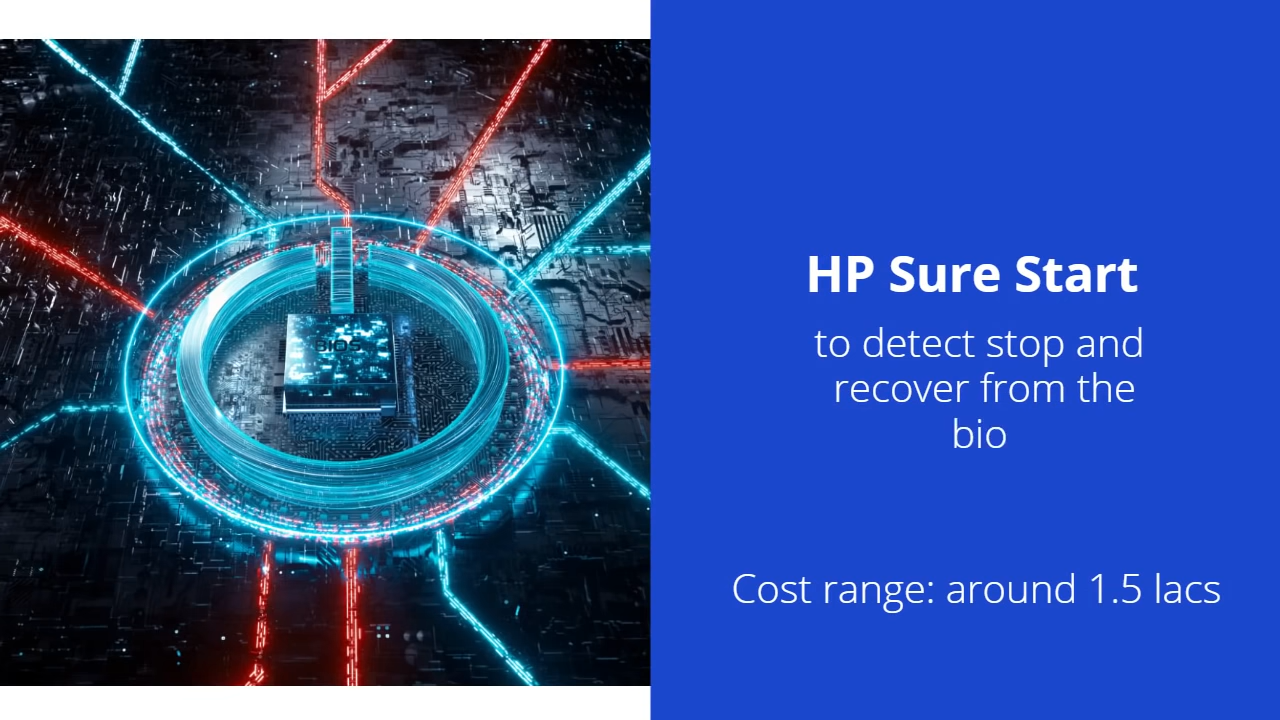 BIOS
HP Sure Start
to detect stop and
recover from the
bio
Cost range: around 1.5 lacs